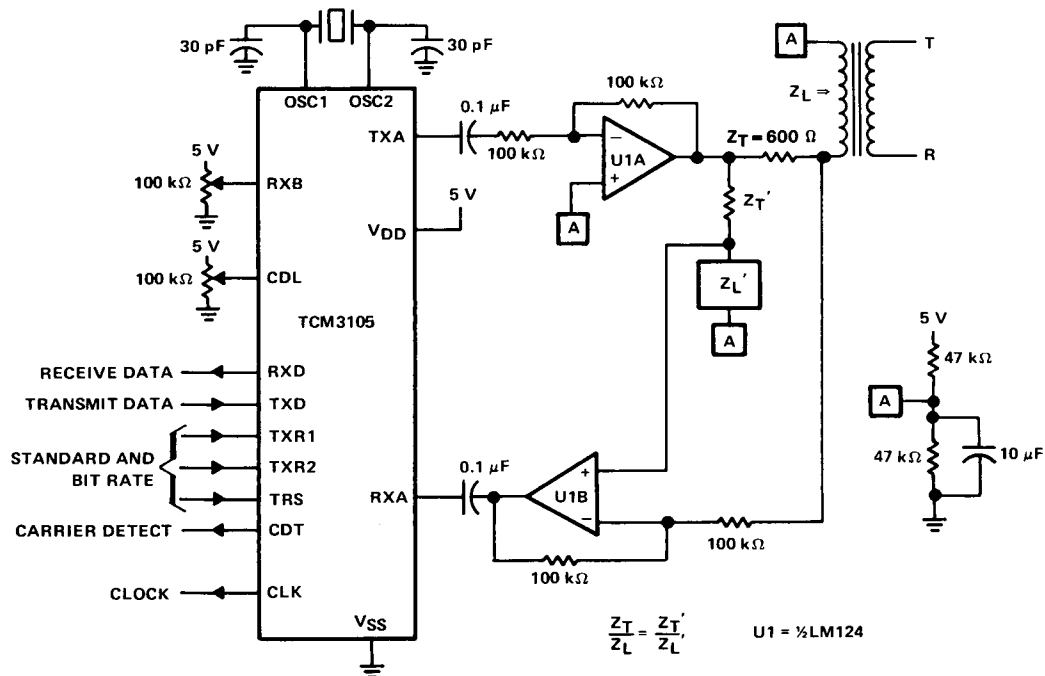 30 pF
30 pF
OSC1 OSC2
TXA
0.1 μF
100 kΩ
100 kΩ
U1A
−
+
A
Z_T = 600 Ω
A
Z_L ⇒
T
R
5 V
100 kΩ
RXB
5 V
V_DD
Z_T'
5 V
100 kΩ
CDL
Z_L'
A
TCM3105
5 V
47 kΩ
A
47 kΩ
10 μF
RECEIVE DATA
RXD
TRANSMIT DATA
TXD
STANDARD AND
BIT RATE
TXR1
TXR2
TRS
CARRIER DETECT
CDT
CLOCK
CLK
RXA
0.1 μF
U1B
+
−
100 kΩ
100 kΩ
V_SS
Z_T/Z_L = Z_T'/Z_L'
U1 = ½LM124